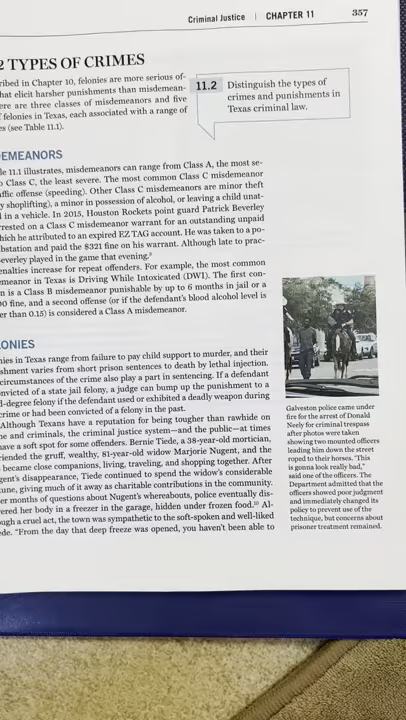 Criminal Justice | CHAPTER 11 357
2 TYPES OF CRIMES
ribed in Chapter 10, felonies are more serious of-
hat elicit harsher punishments than misdemean-
ere are three classes of misdemeanors and five
f felonies in Texas, each associated with a range of
es (see Table 11.1).
11.2 Distinguish the types of
crimes and punishments in
Texas criminal law.
EMEANORS
le 11.1 illustrates, misdemeanors can range from Class A, the most se-
o Class C, the least severe. The most common Class C misdemeanor
affic offense (speeding). Other Class C misdemeanors are minor theft
y shoplifting), a minor in possession of alcohol, or leaving a child unat-
d in a vehicle. In 2015, Houston Rockets point guard Patrick Beverley
rrested on a Class C misdemeanor warrant for an outstanding unpaid
hich he attributed to an expired EZ TAG account. He was taken to a po-
bstation and paid the $321 fine on his warrant. Although late to prac-
everley played in the game that evening.⁹
enalties increase for repeat offenders. For example, the most common
emeanor in Texas is Driving While Intoxicated (DWI). The first con-
n is a Class B misdemeanor punishable by up to 6 months in jail or a
00 fine, and a second offense (or if the defendant's blood alcohol level is
er than 0.15) is considered a Class A misdemeanor.
LONIES
nies in Texas range from failure to pay child support to murder, and their
shment varies from short prison sentences to death by lethal injection.
circumstances of the crime also play a part in sentencing. If a defendant
onvicted of a state jail felony, a judge can bump up the punishment to a
d-degree felony if the defendant used or exhibited a deadly weapon during
crime or had been convicted of a felony in the past.
Although Texans have a reputation for being tougher than rawhide on
ne and criminals, the criminal justice system—and the public—at times
have a soft spot for some offenders. Bernie Tiede, a 38-year-old mortician,
riended the gruff, wealthy, 81-year-old widow Marjorie Nugent, and the
became close companions, living, traveling, and shopping together. After
gent's disappearance, Tiede continued to spend the widow's considerable
tune, giving much of it away as charitable contributions in the community.
er months of questions about Nugent's whereabouts, police eventually dis-
ered her body in a freezer in the garage, hidden under frozen food.¹⁰ Al-
ough a cruel act, the town was sympathetic to the soft-spoken and well-liked
ede. "From the day that deep freeze was opened, you haven't been able to
Galveston police came under
fire for the arrest of Donald
Neely for criminal trespass
after photos were taken
showing two mounted officers
leading him down the street
roped to their horses. "This
is gonna look really bad,"
said one of the officers. The
Department admitted that the
officers showed poor judgment
and immediately changed its
policy to prevent use of the
technique, but concerns about
prisoner treatment remained.